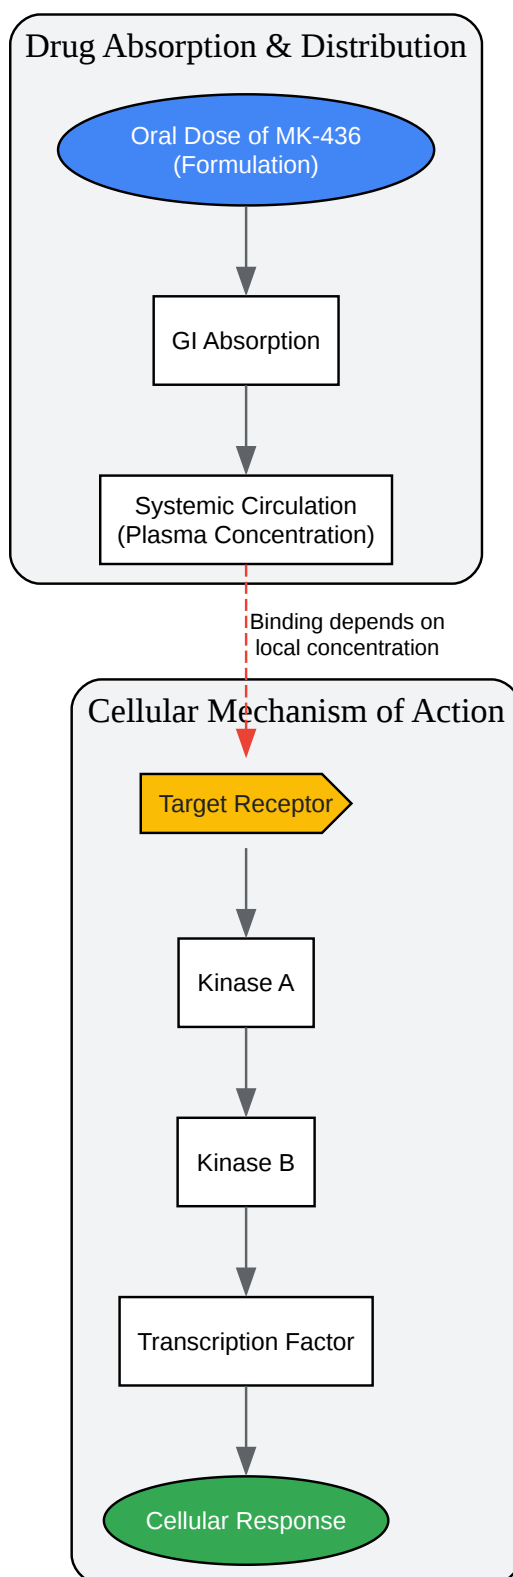 Drug Absorption & Distribution
Oral Dose of MK-436
(Formulation)
GI Absorption
Systemic Circulation
(Plasma Concentration)
Binding depends on
local concentration
Cellular Mechanism of Action
Target Receptor
Kinase A
Kinase B
Transcription Factor
Cellular Response